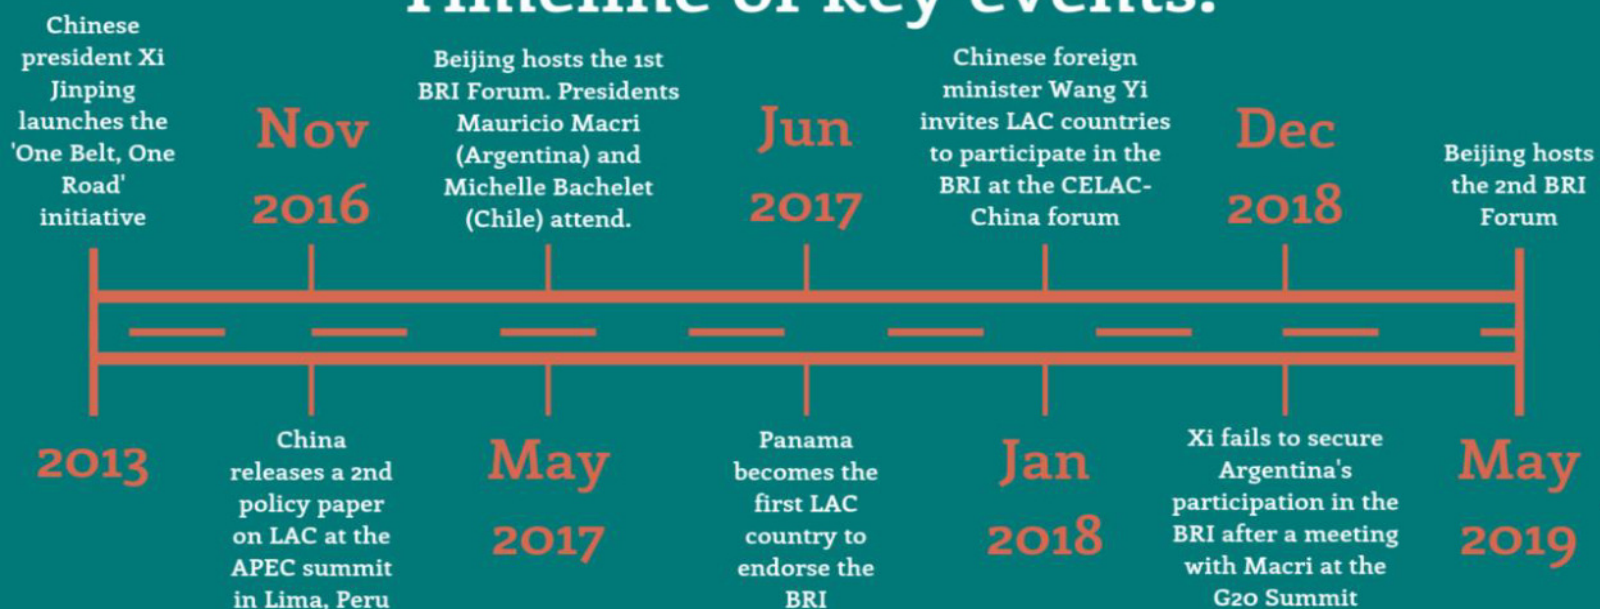 Timeline of key events:
Chinese
president Xi
Jinping
launches the
'One Belt, One
Road'
initiative
2013
Nov
2016
China
releases a 2nd
policy paper
on LAC at the
APEC summit
in Lima, Peru
Beijing hosts the 1st
BRI Forum. Presidents
Mauricio Macri
(Argentina) and
Michelle Bachelet
(Chile) attend.
May
2017
Jun
2017
Panama
becomes the
first LAC
country to
endorse the
BRI
Chinese foreign
minister Wang Yi
invites LAC countries
to participate in the
BRI at the CELAC-
China forum
Jan
2018
Dec
2018
Xi fails to secure
Argentina's
participation in the
BRI after a meeting
with Macri at the
G20 Summit
Beijing hosts
the 2nd BRI
Forum
May
2019